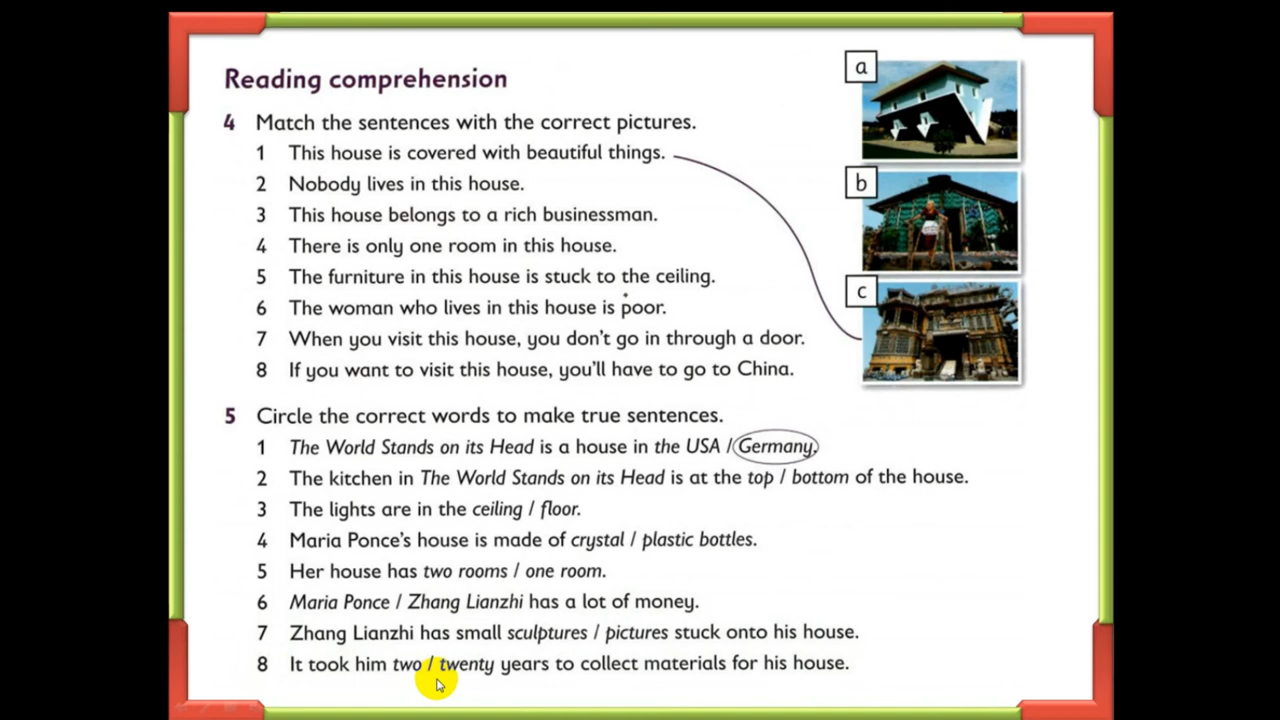 Reading comprehension
4 Match the sentences with the correct pictures.
1 This house is covered with beautiful things.
2 Nobody lives in this house.
3 This house belongs to a rich businessman.
4 There is only one room in this house.
5 The furniture in this house is stuck to the ceiling.
6 The woman who lives in this house is poor.
7 When you visit this house, you don't go in through a door.
8 If you want to visit this house, you'll have to go to China.
a
b
c
5 Circle the correct words to make true sentences.
1 The World Stands on its Head is a house in the USA / Germany.
2 The kitchen in The World Stands on its Head is at the top / bottom of the house.
3 The lights are in the ceiling / floor.
4 Maria Ponce's house is made of crystal / plastic bottles.
5 Her house has two rooms / one room.
6 Maria Ponce / Zhang Lianzhi has a lot of money.
7 Zhang Lianzhi has small sculptures / pictures stuck onto his house.
8 It took him two / twenty years to collect materials for his house.